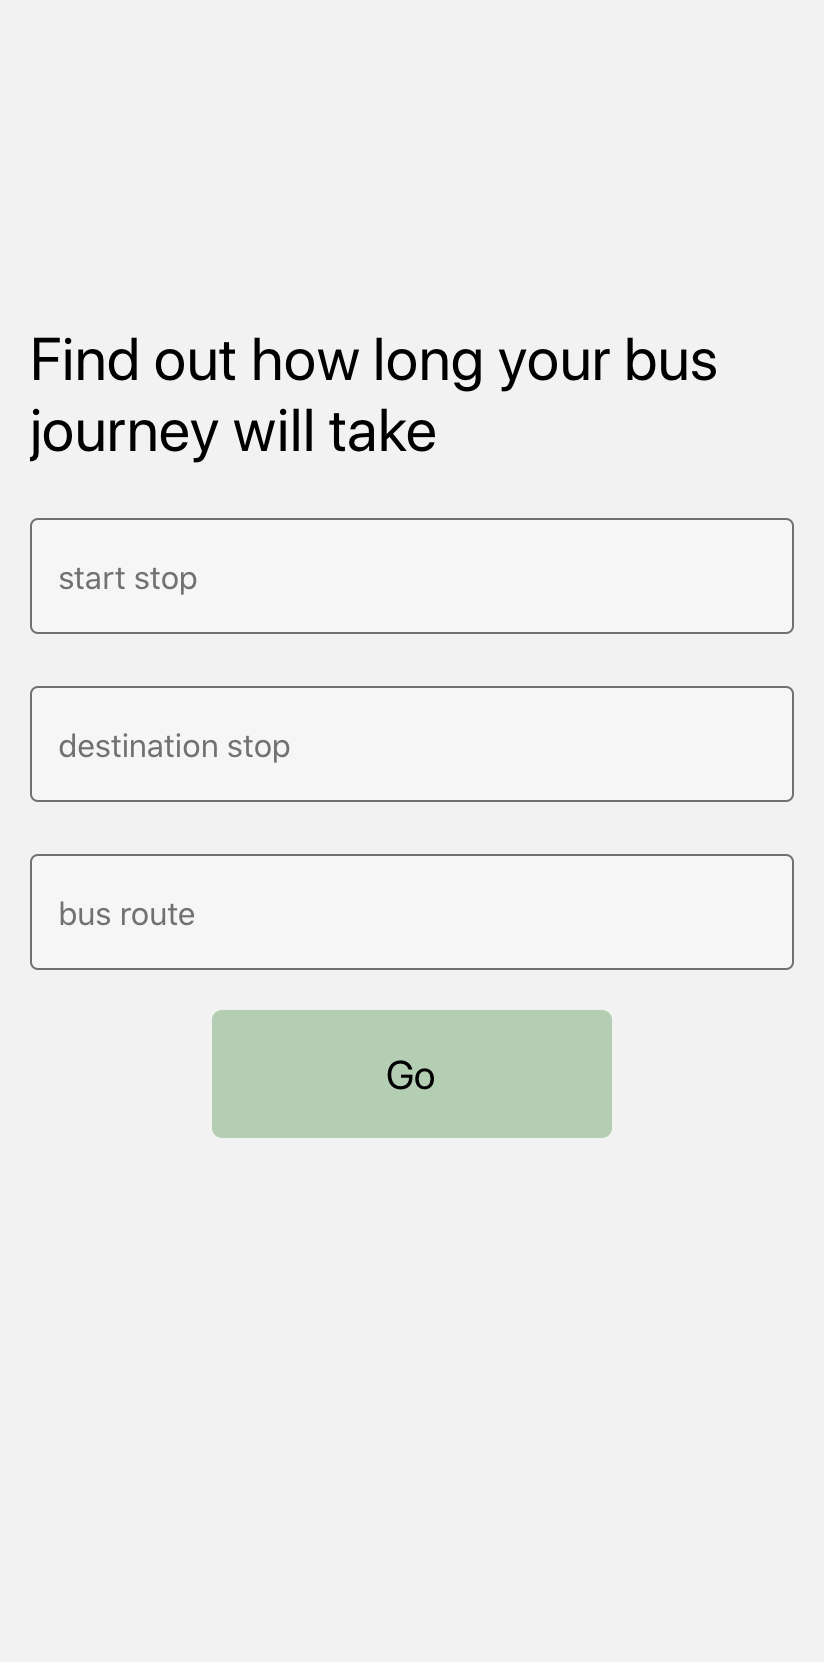 Find out how long your bus
journey will take
start stop
destination stop
bus route
Go